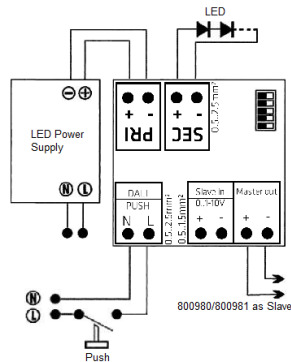 LED
LED Power
Supply
N L
+ -
PRI
+ -
SEC
0.5..2.5mm²
DALI
PUSH
N L
0.5..2.5mm²
0.5..1.5mm²
Slave in
0..1-10V
+ -
Master out
+ -
N
L
Push
800980/800981 as Slave